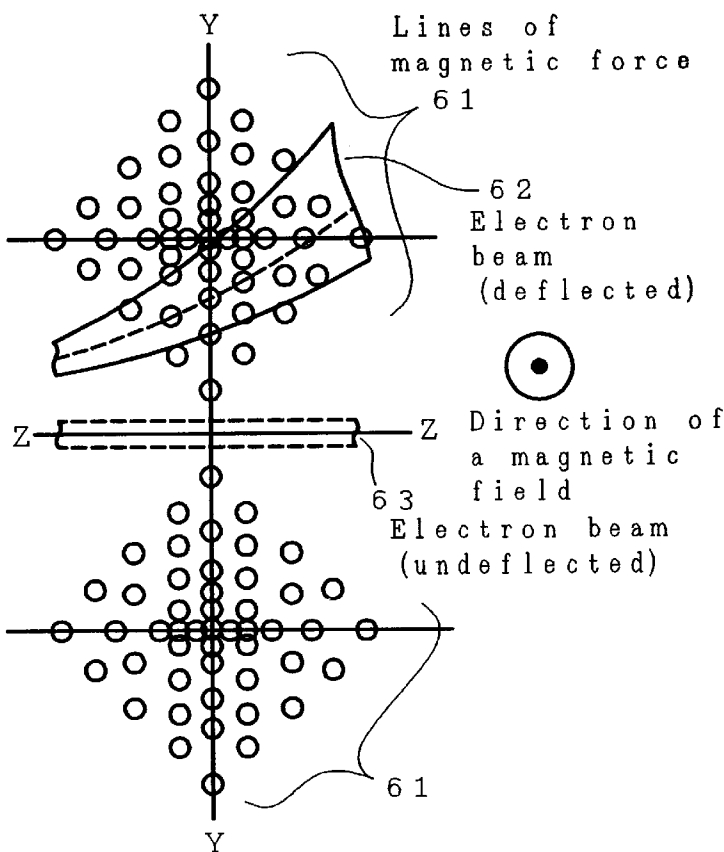 Y
Lines of
magnetic force
61
62
Electron
beam
(deflected)
Z
Z
Direction of
a magnetic
field
63
Electron beam
(undeflected)
61
Y